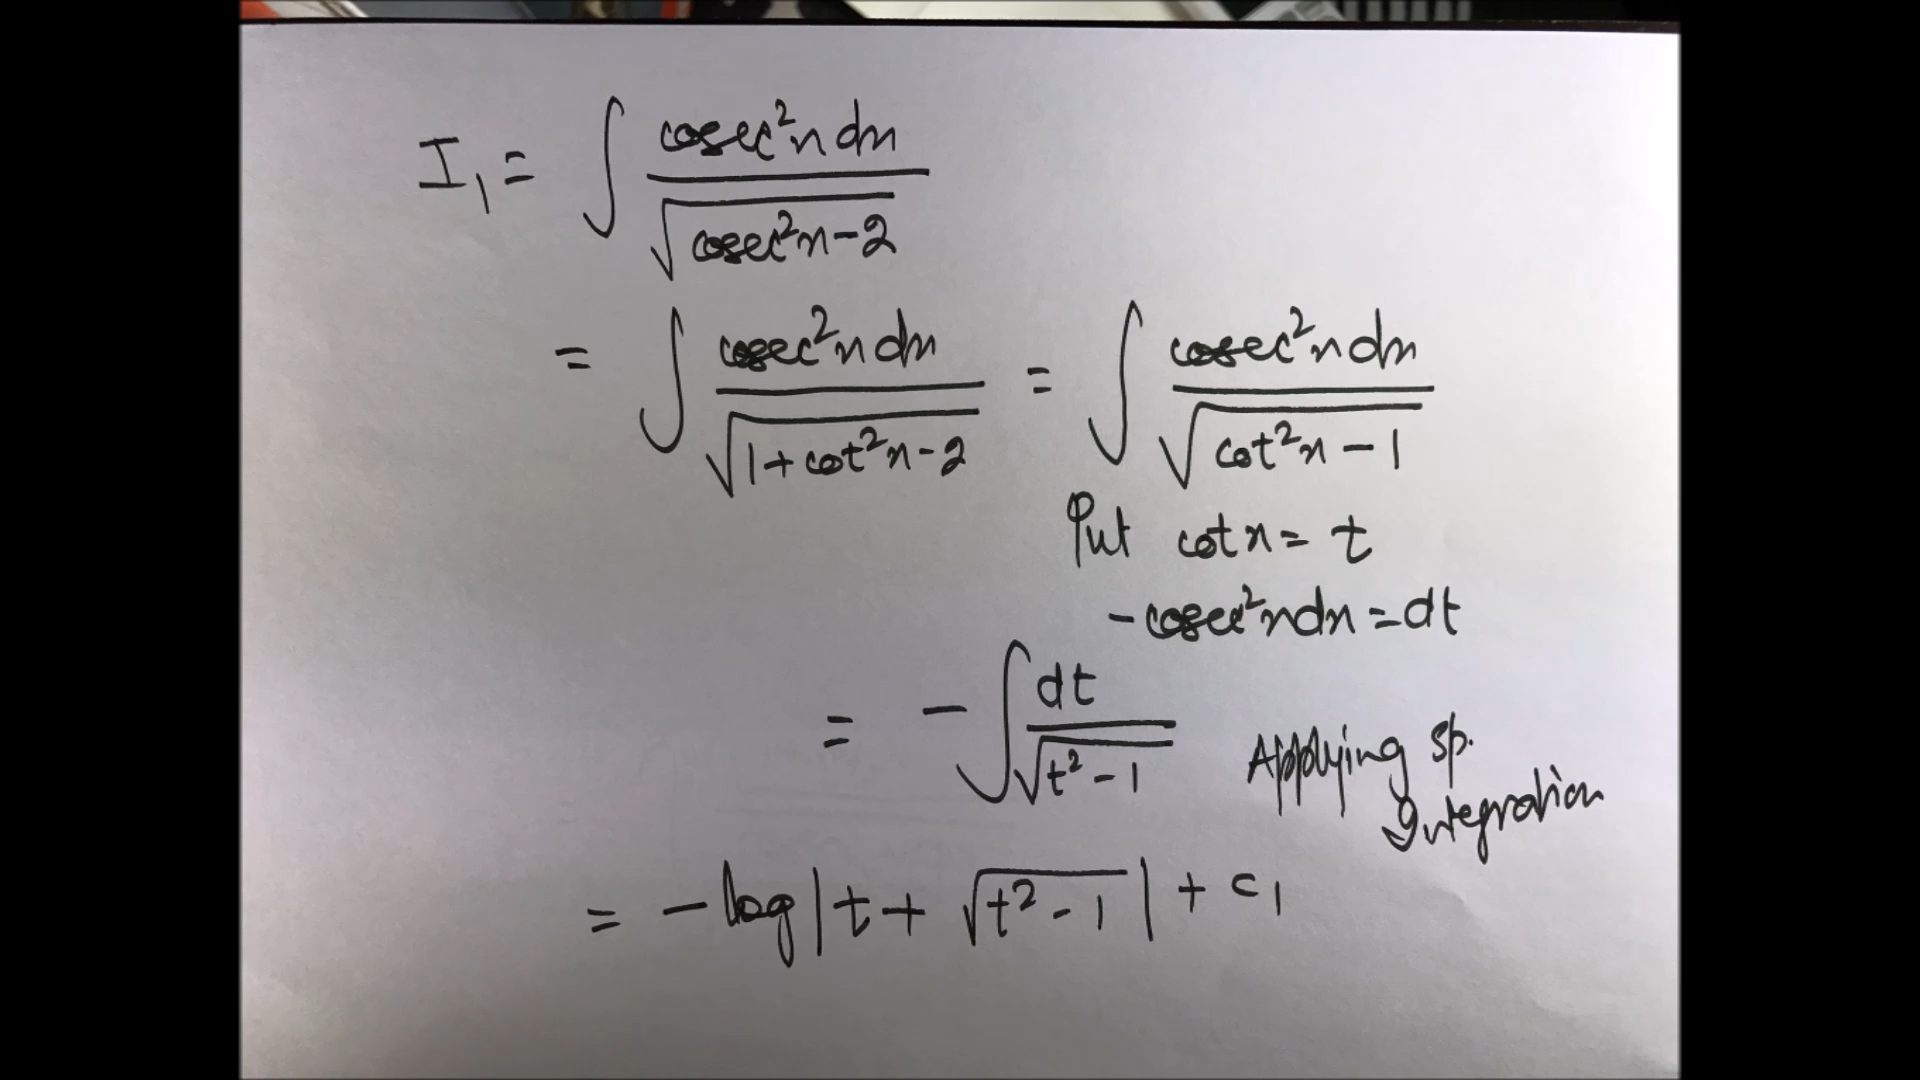 I₁ = ∫ cosec²x dx / √(cosec²x - 2)
= ∫ cosec²x dx / √(1 + cot²x - 2) = ∫ cosec²x dx / √(cot²x - 1)
Put cot x = t
- cosec²x dx = dt
= - ∫ dt / √(t² - 1) Applying sp.
Integration
= - log | t + √(t² - 1) | + c₁